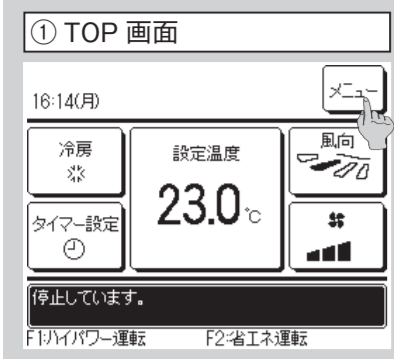 ① TOP 画面
メニュー
16:14(月)
冷房
設定温度
風向
23.0℃
タイマー設定
停止しています。
F1:ハイパワー運転 F2:省エネ運転